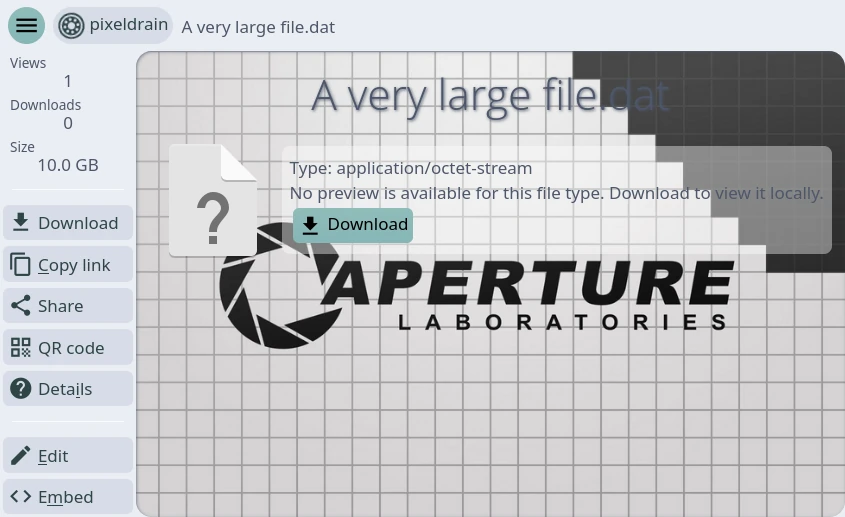 pixeldrain
A very large file.dat
Views
1
Downloads
0
Size
10.0 GB
Download
Copy link
Share
QR code
Details
Edit
Embed
A very large file.dat
Type: application/octet-stream
No preview is available for this file type. Download to view it locally.
Download
APERTURE
LABORATORIES